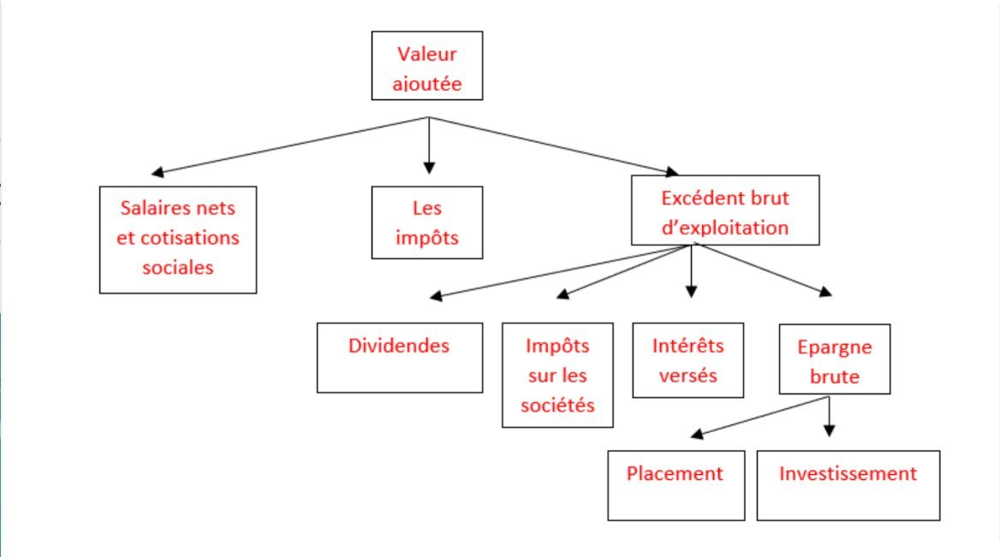 Valeur
ajoutée
Salaires nets
et cotisations
sociales
Les
impôts
Excédent brut
d’exploitation
Dividendes
Impôts
sur les
sociétés
Intérêts
versés
Epargne
brute
Placement
Investissement